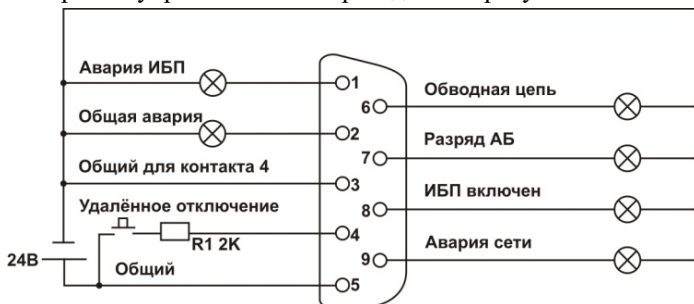 Авария ИБП
1
Обводная цепь
6
Общая авария
2
Разряд АБ
7
Общий для контакта 4
3
ИБП включен
8
Удалённое отключение
4
R1 2K
Авария сети
9
24В
Общий
5